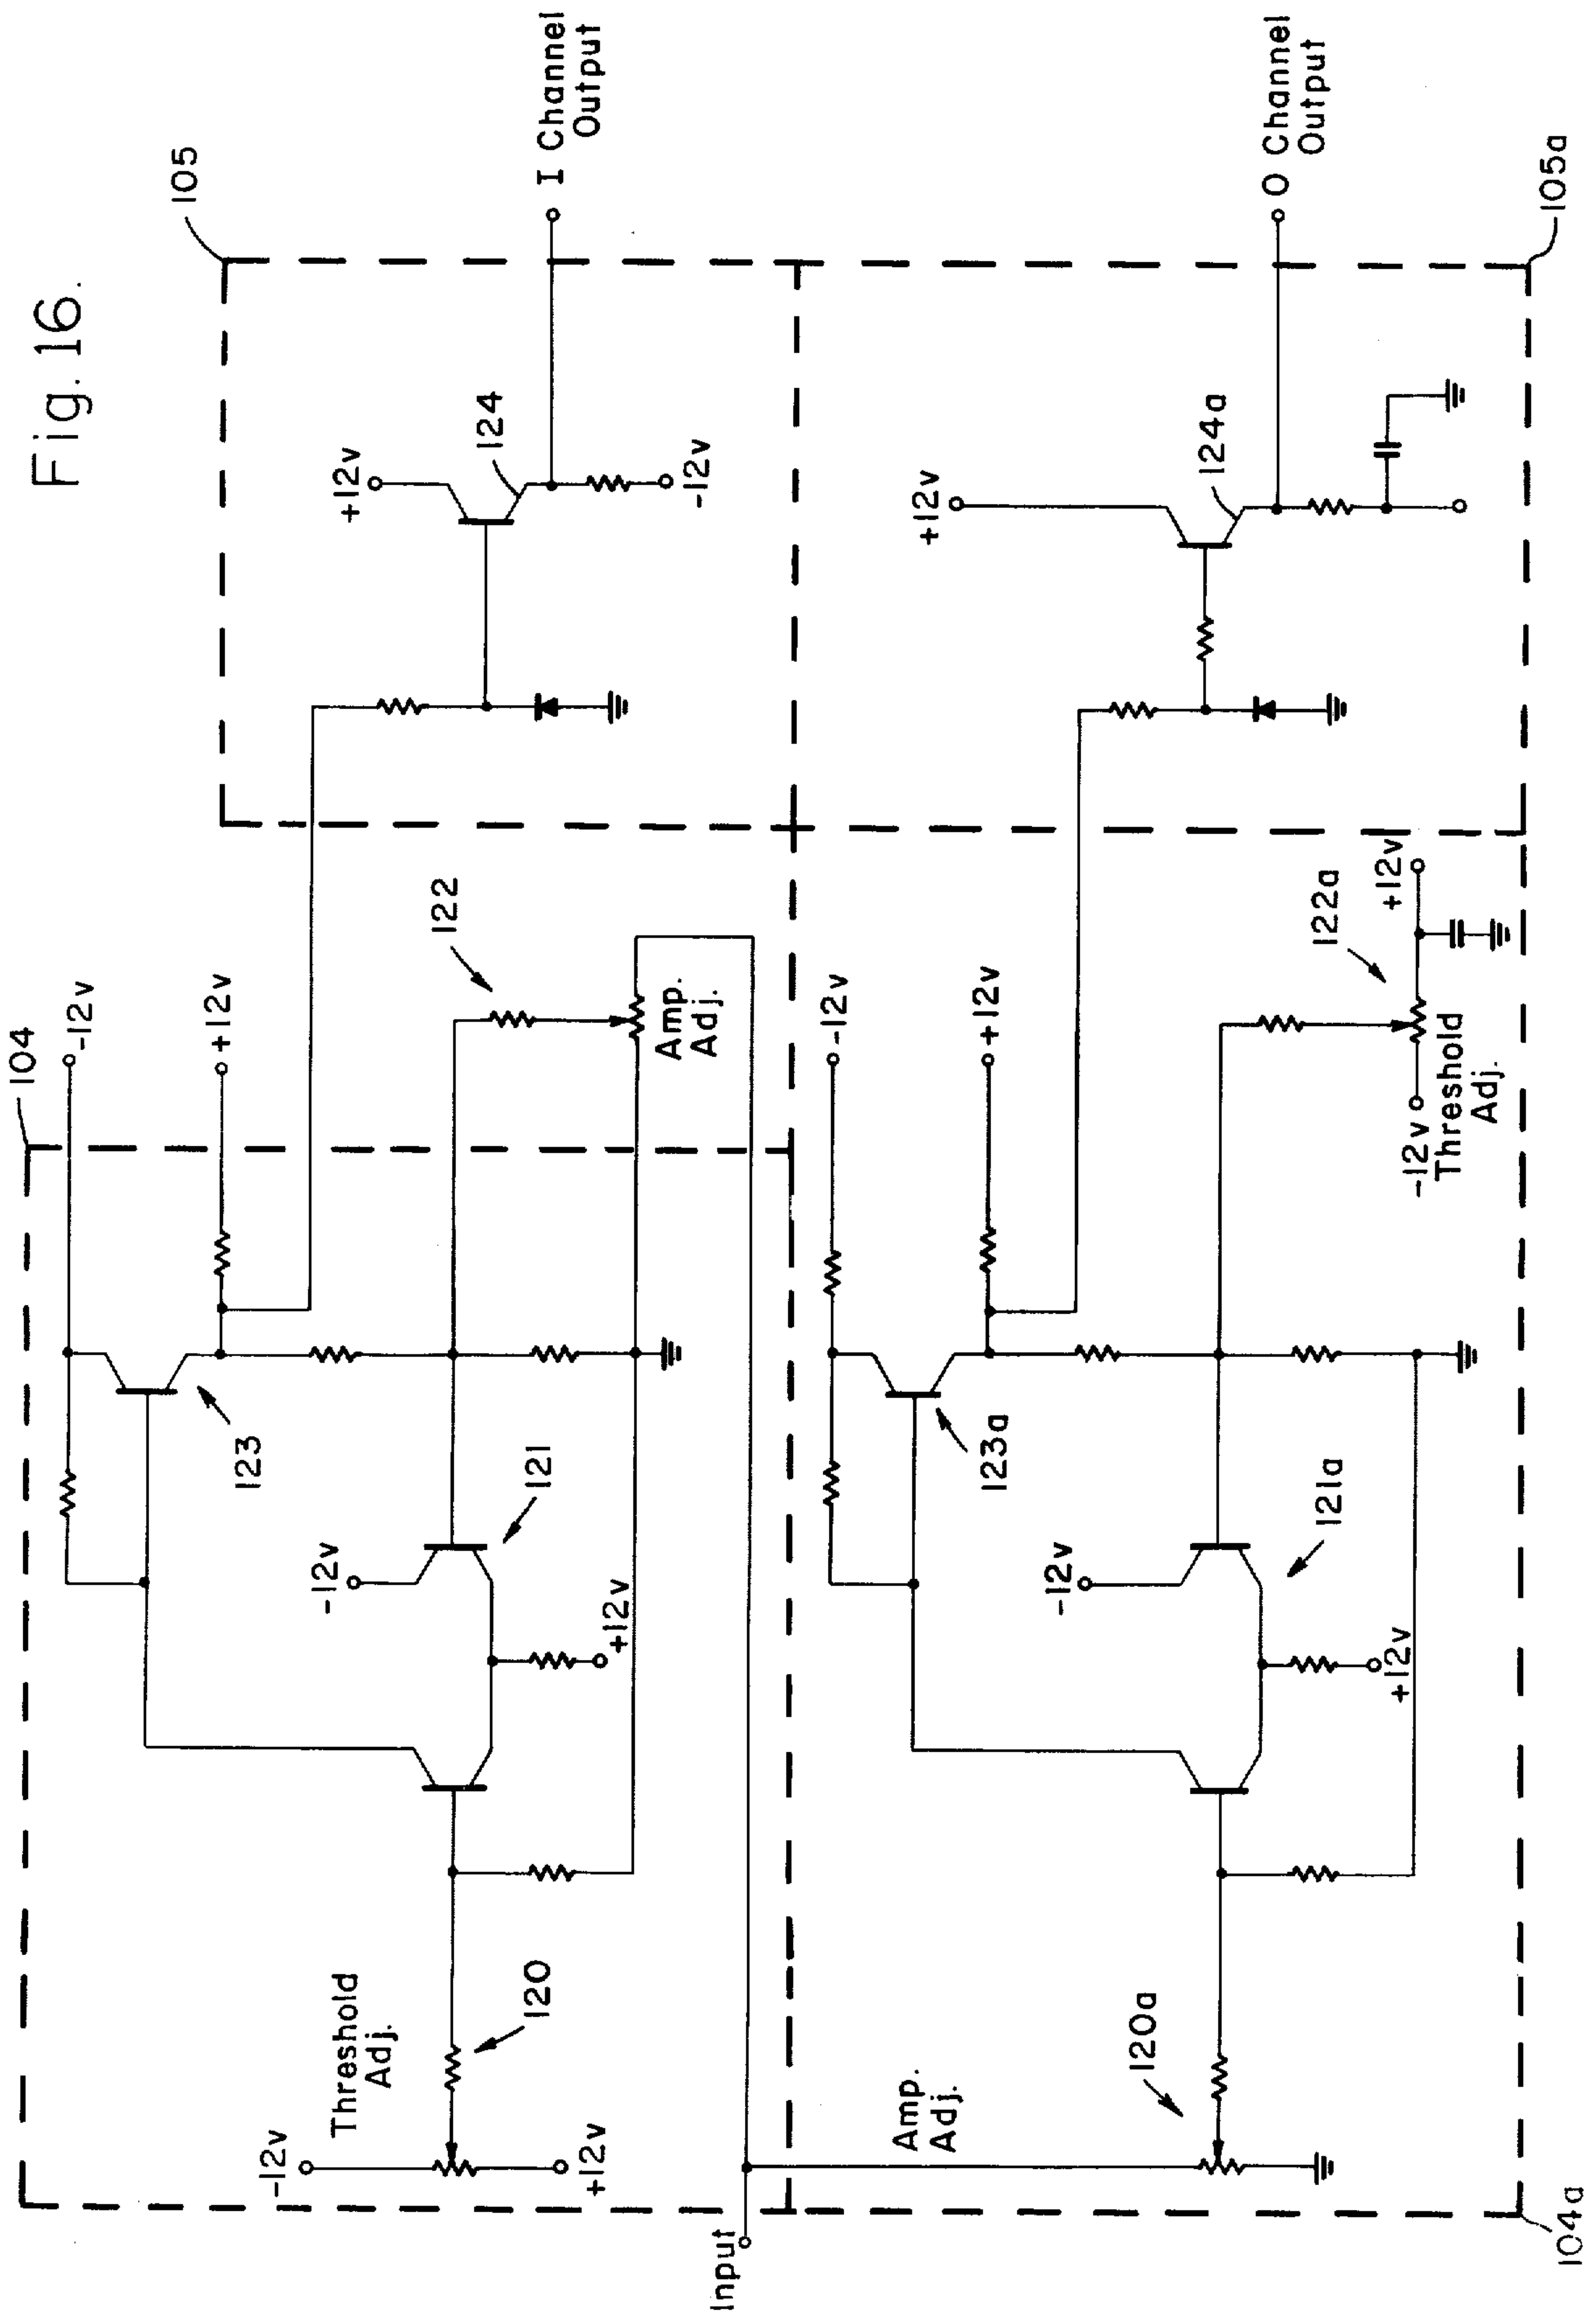 Fig. 16.
104
-12v
+12v
123
122
Amp.
Adj.
121
-12v
+12v
Threshold
Adj.
120
-12v
+12v
Input
105
+12v
124
-12v
I Channel
Output
-12v
+12v
123a
121a
-12v
+12v
Amp.
Adj.
120a
122a
+12v
-12v
Threshold
Adj.
104a
+12v
124a
O Channel
Output
105a